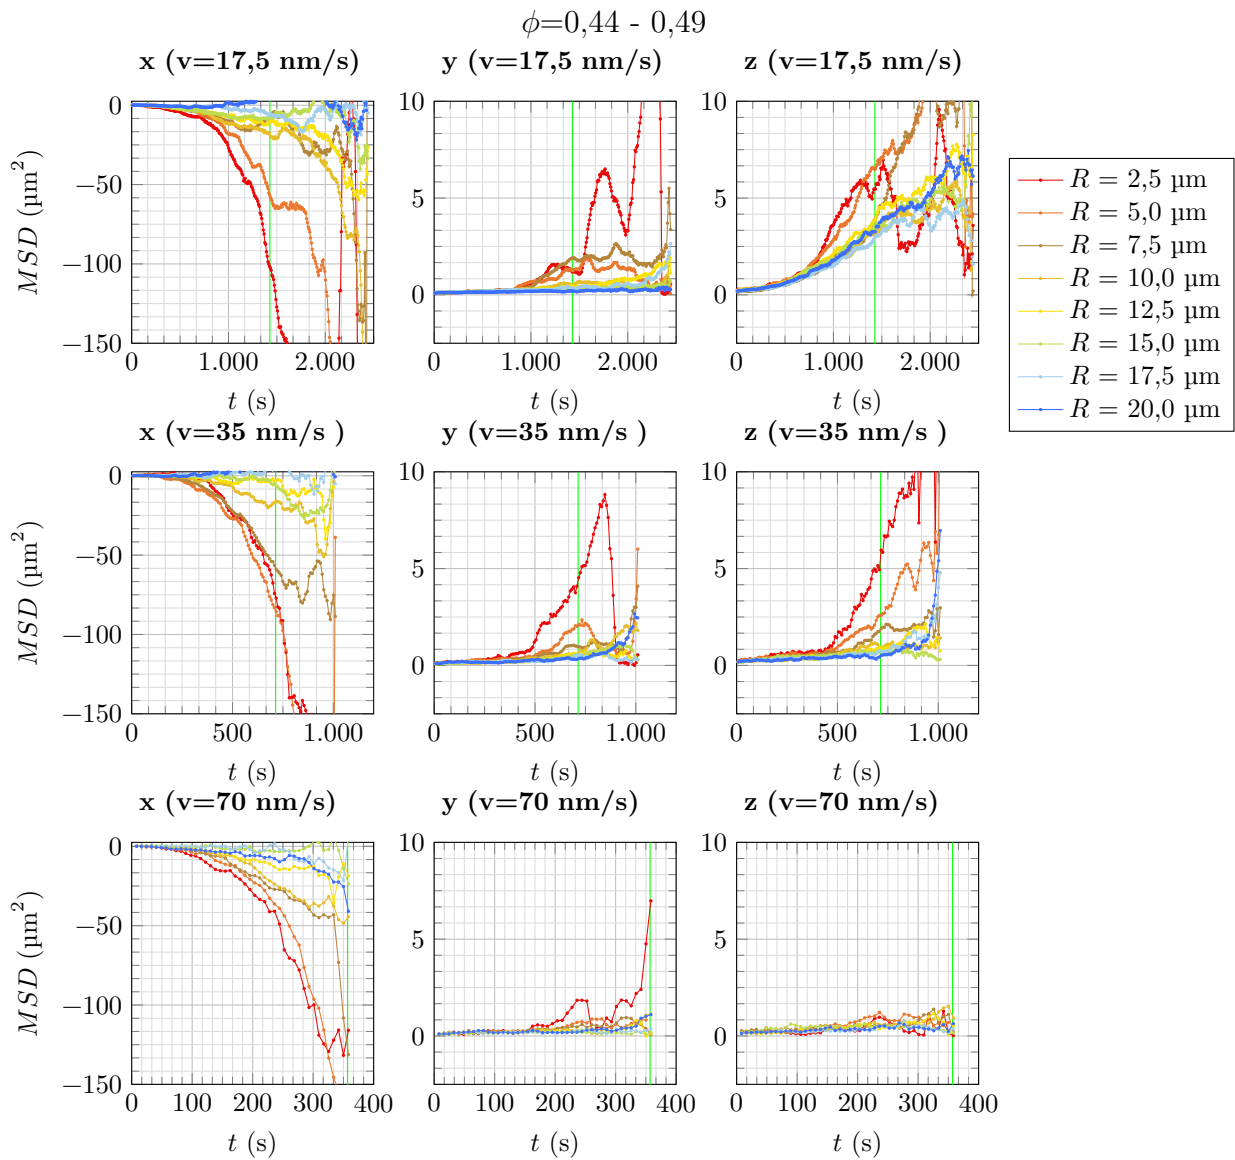 ϕ=0,44 - 0,49
x (v=17,5 nm/s)
y (v=17,5 nm/s)
z (v=17,5 nm/s)
0
−50
−100
−150
MSD (µm²)
0 1.000 2.000
t (s)
10
5
0
0 1.000 2.000
t (s)
10
5
0
0 1.000 2.000
t (s)
R = 2,5 µm
R = 5,0 µm
R = 7,5 µm
R = 10,0 µm
R = 12,5 µm
R = 15,0 µm
R = 17,5 µm
R = 20,0 µm
x (v=35 nm/s )
y (v=35 nm/s )
z (v=35 nm/s )
0
−50
−100
−150
MSD (µm²)
0 500 1.000
t (s)
10
5
0
0 500 1.000
t (s)
10
5
0
0 500 1.000
t (s)
x (v=70 nm/s)
y (v=70 nm/s)
z (v=70 nm/s)
0
−50
−100
−150
MSD (µm²)
0 100 200 300 400
t (s)
10
5
0
0 100 200 300 400
t (s)
10
5
0
0 100 200 300 400
t (s)